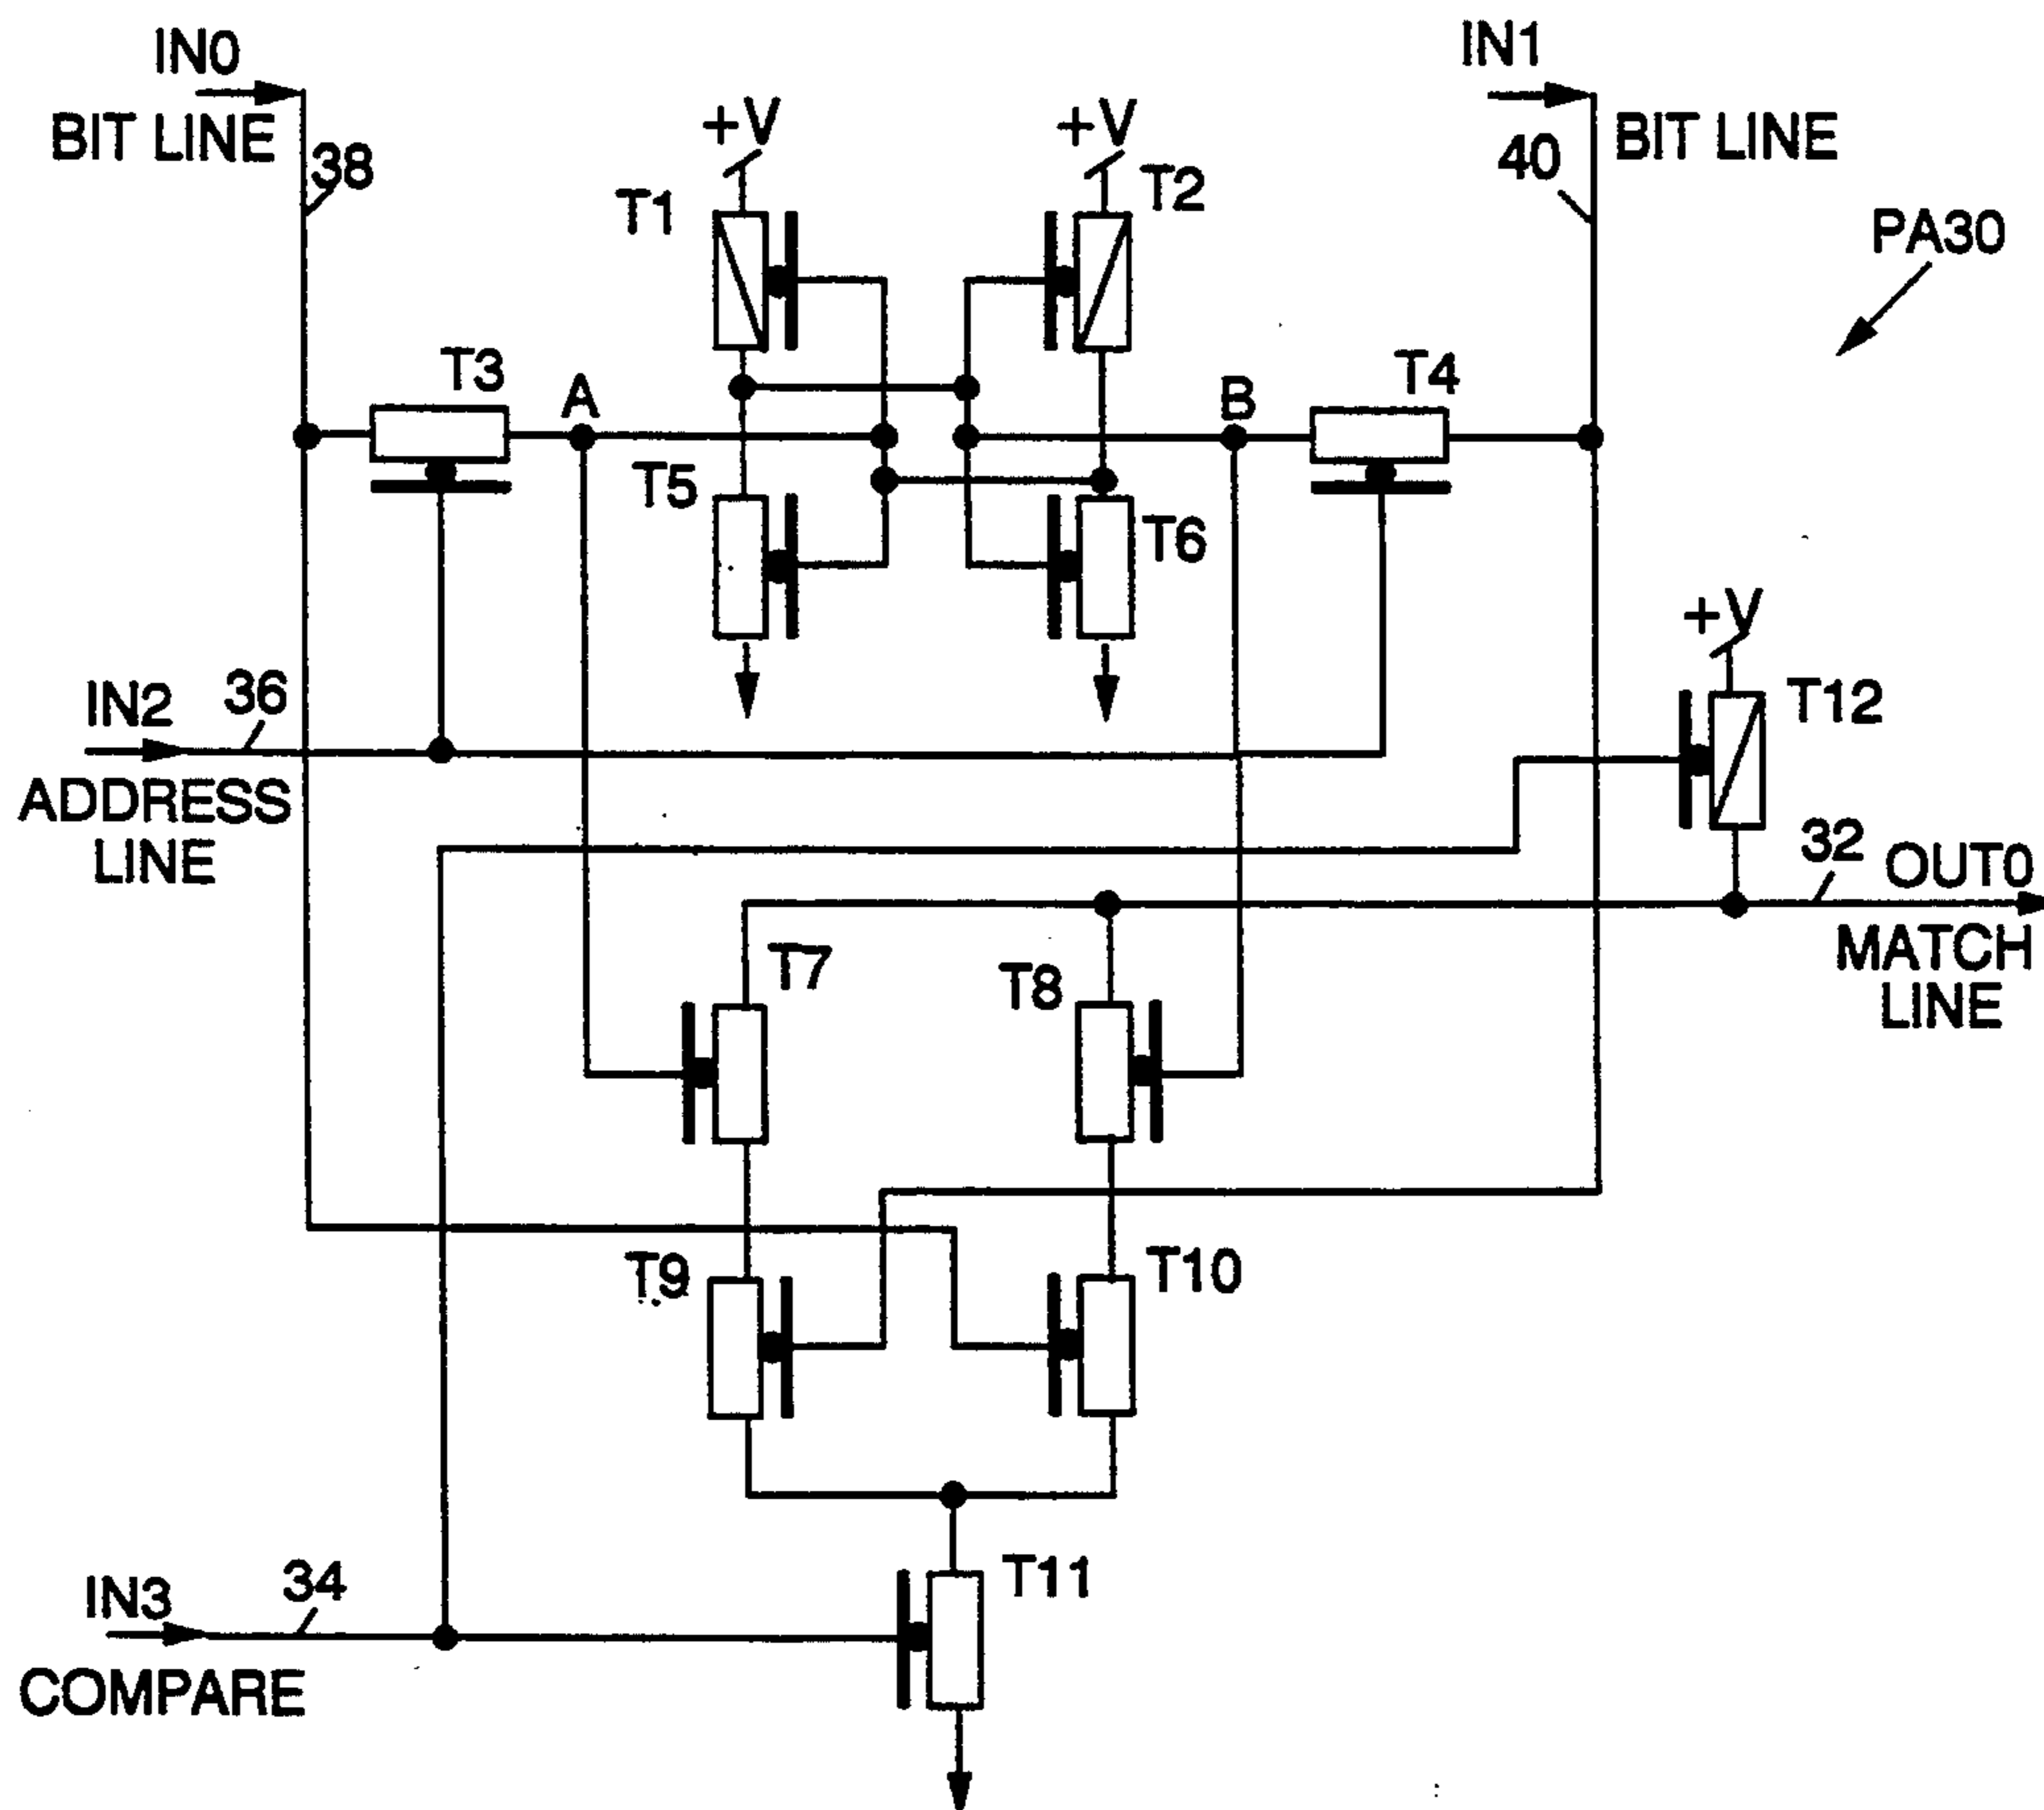 IN0
BIT LINE
38
IN1
BIT LINE
40
PA30
+V
+V
T1
T2
T3
A
B
T4
T5
T6
IN2
36
ADDRESS
LINE
+V
T12
32
OUT0
MATCH
LINE
T7
T8
T9
T10
IN3
34
COMPARE
T11